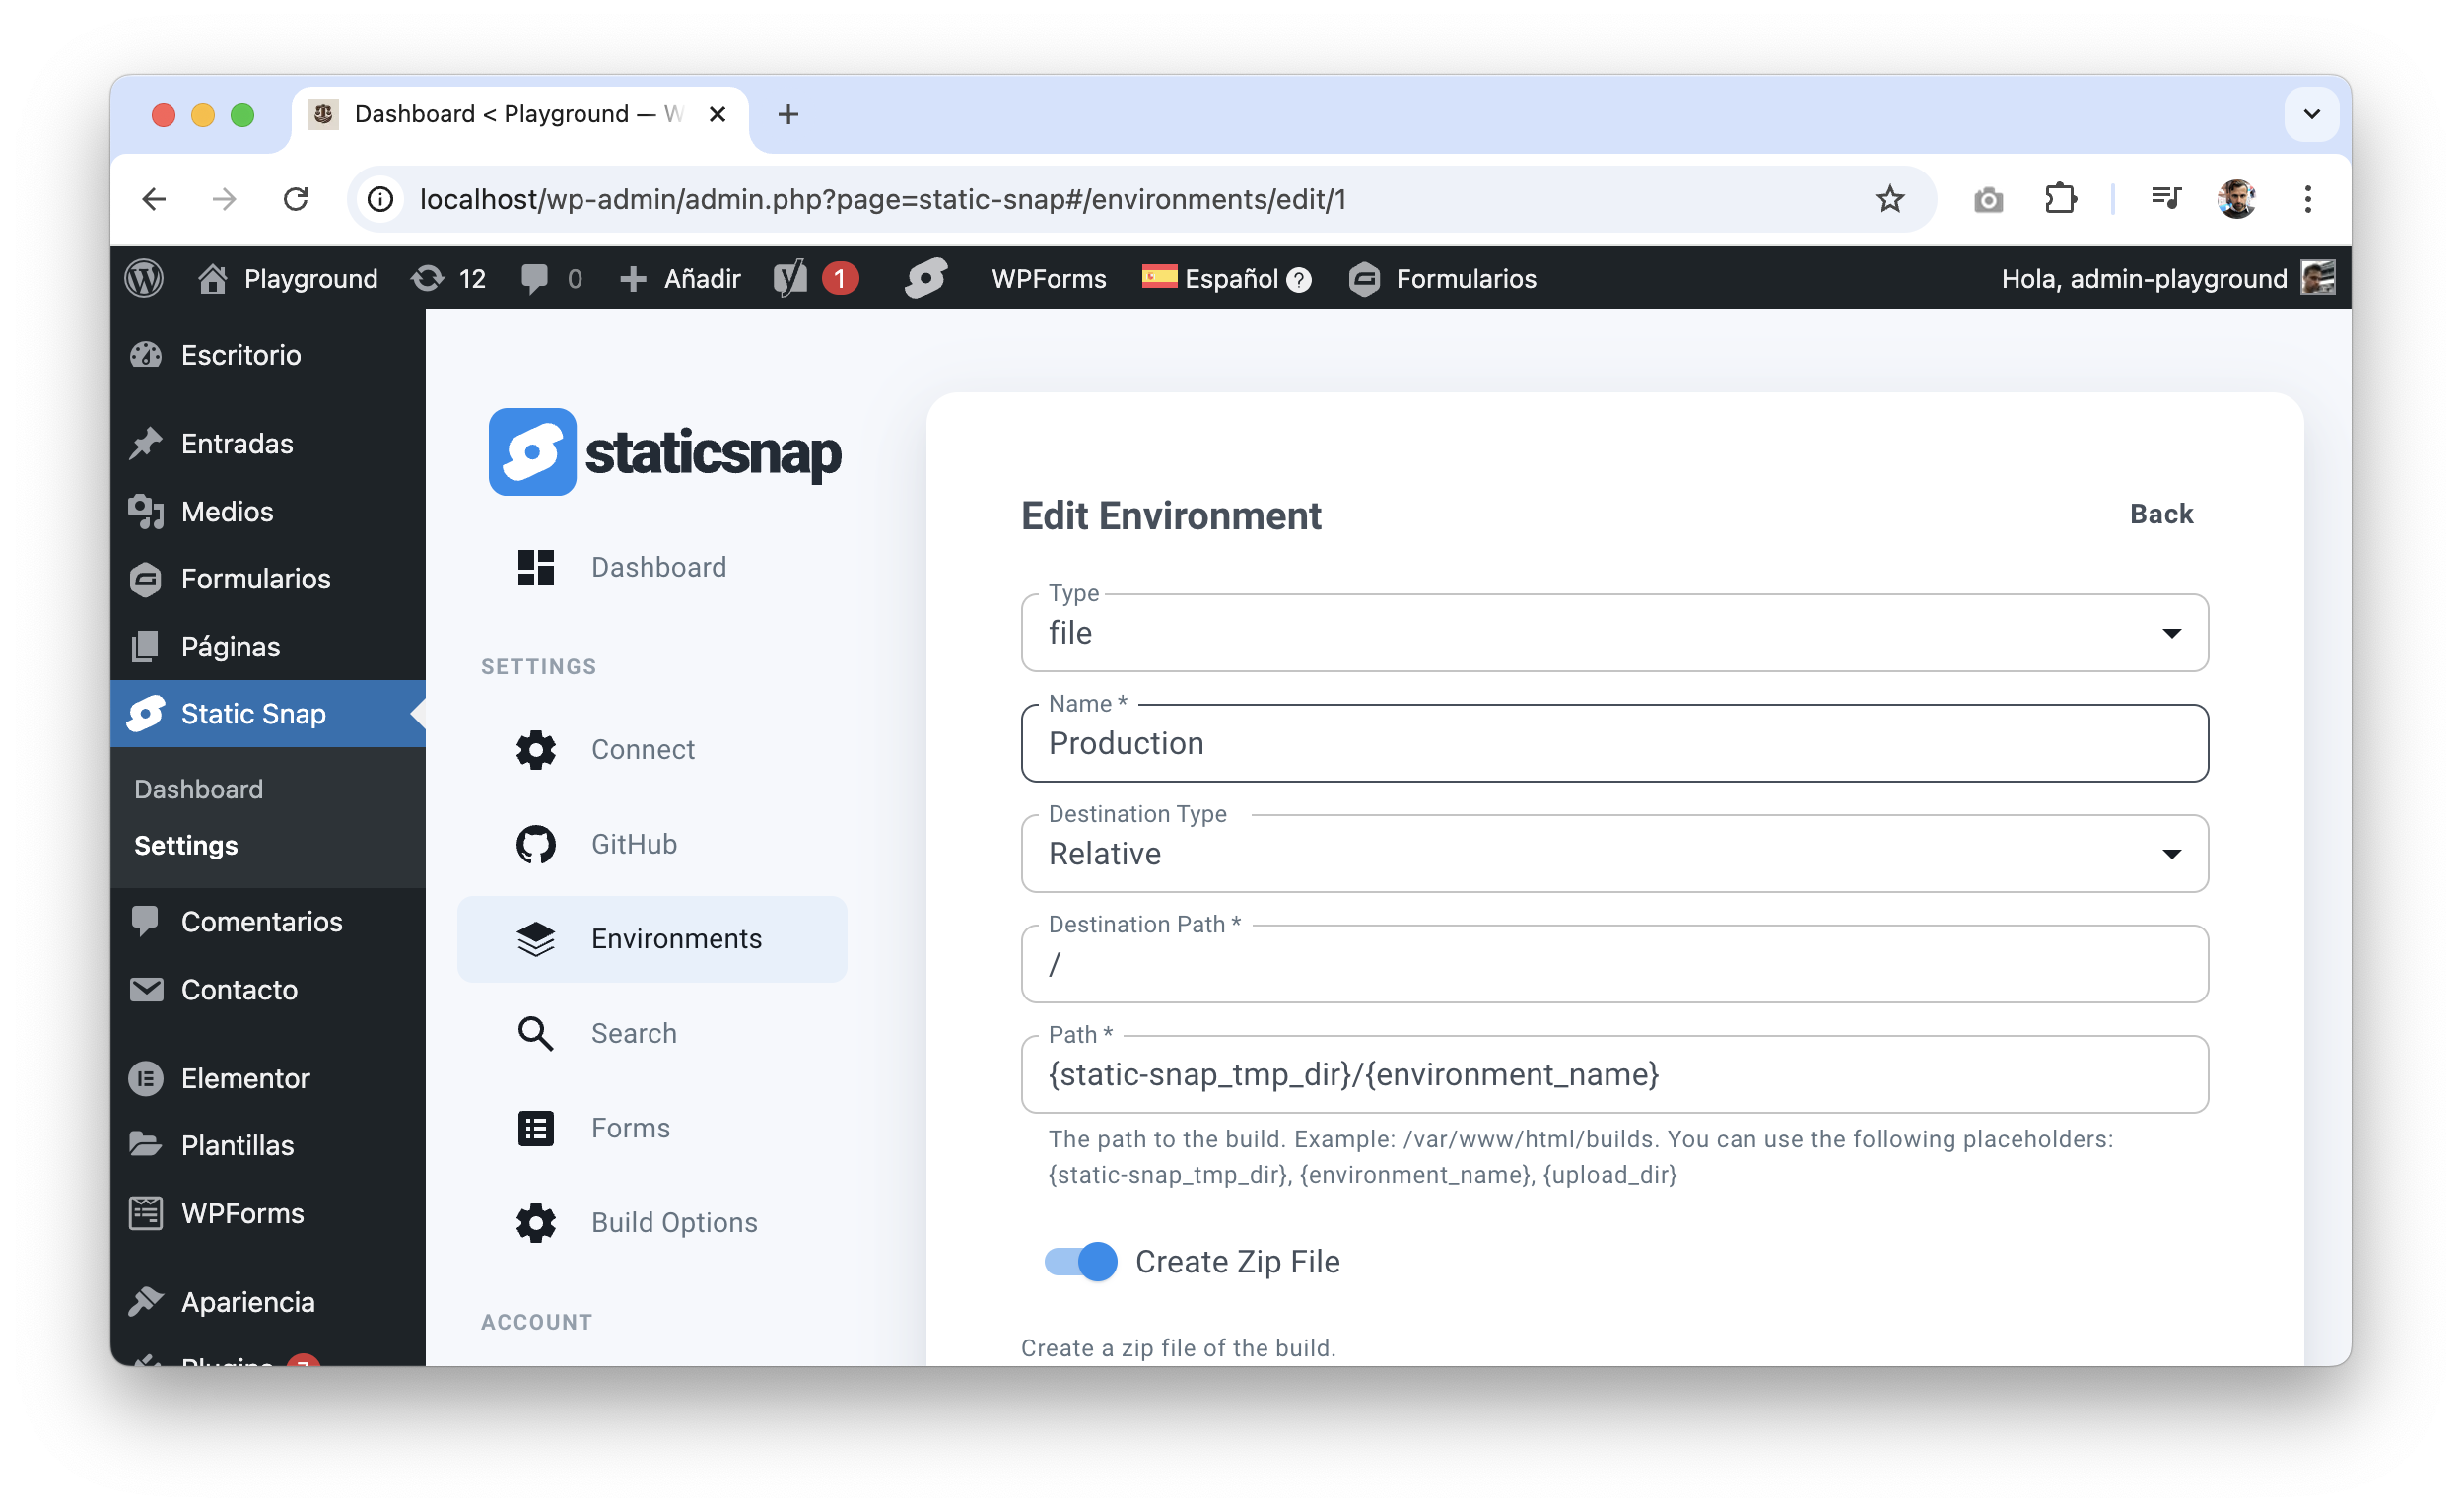 Dashboard < Playground — W
localhost/wp-admin/admin.php?page=static-snap#/environments/edit/1
Playground 12 0 Añadir 1 WPForms Español ? Formularios Hola, admin-playground
Escritorio
Entradas
Medios
Formularios
Páginas
Static Snap
Dashboard
Settings
Comentarios
Contacto
Elementor
Plantillas
WPForms
Apariencia
Plugins 7
staticsnap
Dashboard
SETTINGS
Connect
GitHub
Environments
Search
Forms
Build Options
ACCOUNT
Edit Environment Back
Type
file
Name *
Production
Destination Type
Relative
Destination Path *
/
Path *
{static-snap_tmp_dir}/{environment_name}
The path to the build. Example: /var/www/html/builds. You can use the following placeholders:
{static-snap_tmp_dir}, {environment_name}, {upload_dir}
Create Zip File
Create a zip file of the build.